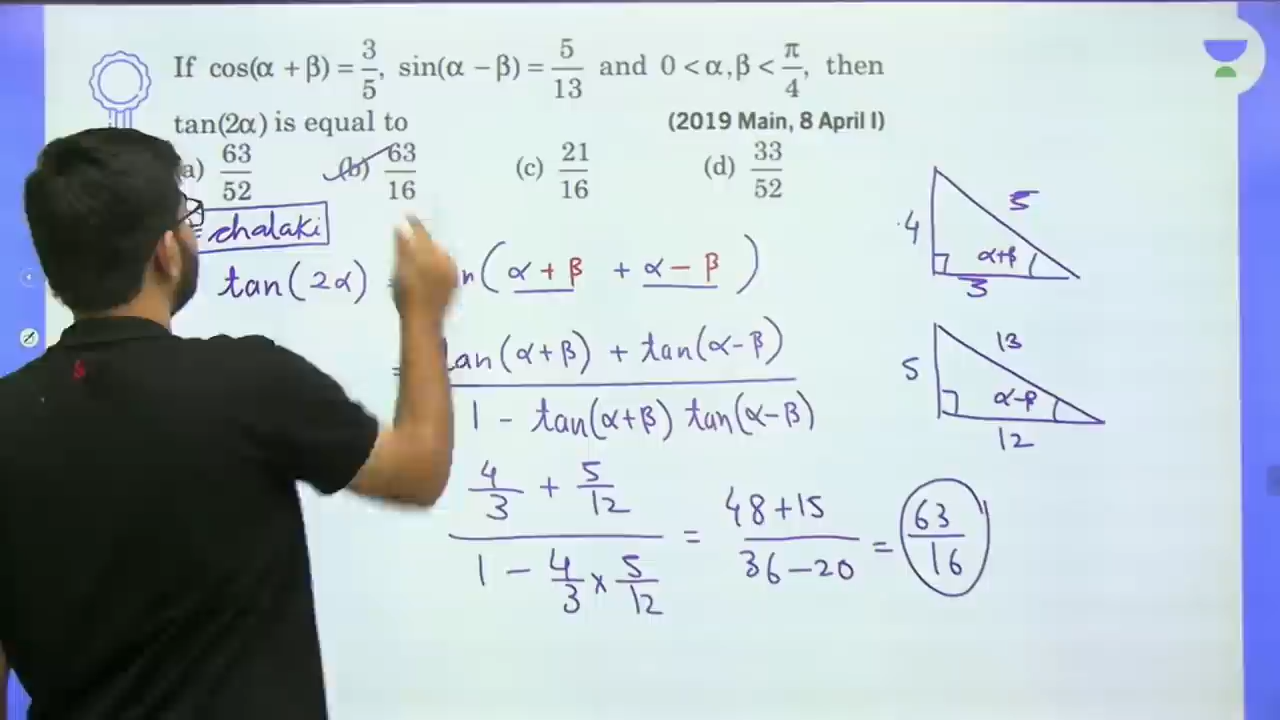 If cos(α + β) = 3/5, sin(α – β) = 5/13 and 0 < α, β < π/4, then
tan(2α) is equal to (2019 Main, 8 April I)
a) 63/52 (b) 63/16 (c) 21/16 (d) 33/52
chalaki
tan(2α) = n(α + β + α – β)
= tan(α+β) + tan(α-β) / 1 - tan(α+β) tan(α-β)
4/3 + 5/12 / 1 - 4/3 × 5/12 = 48+15 / 36-20 = 63/16
4 5 α+β 3
5 13 α-β 12